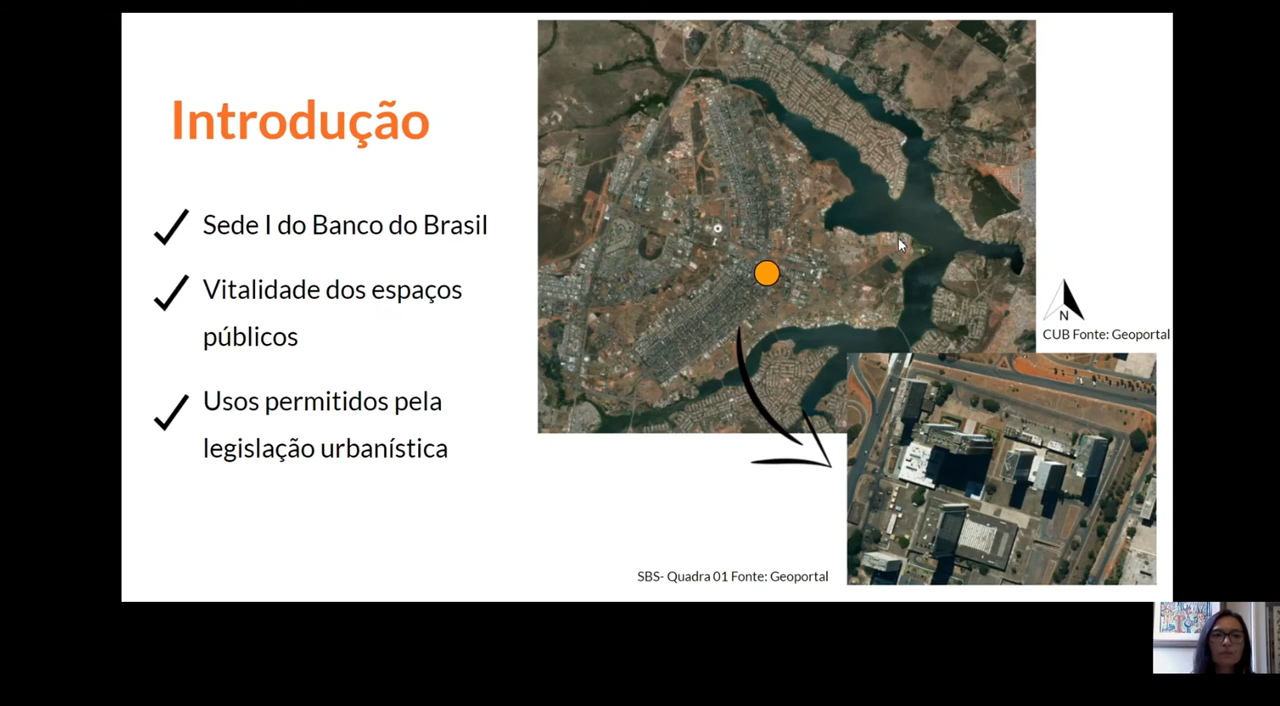 Introdução
Sede I do Banco do Brasil
Vitalidade dos espaços
públicos
Usos permitidos pela
legislação urbanística
N
CUB Fonte: Geoportal
SBS- Quadra 01 Fonte: Geoportal